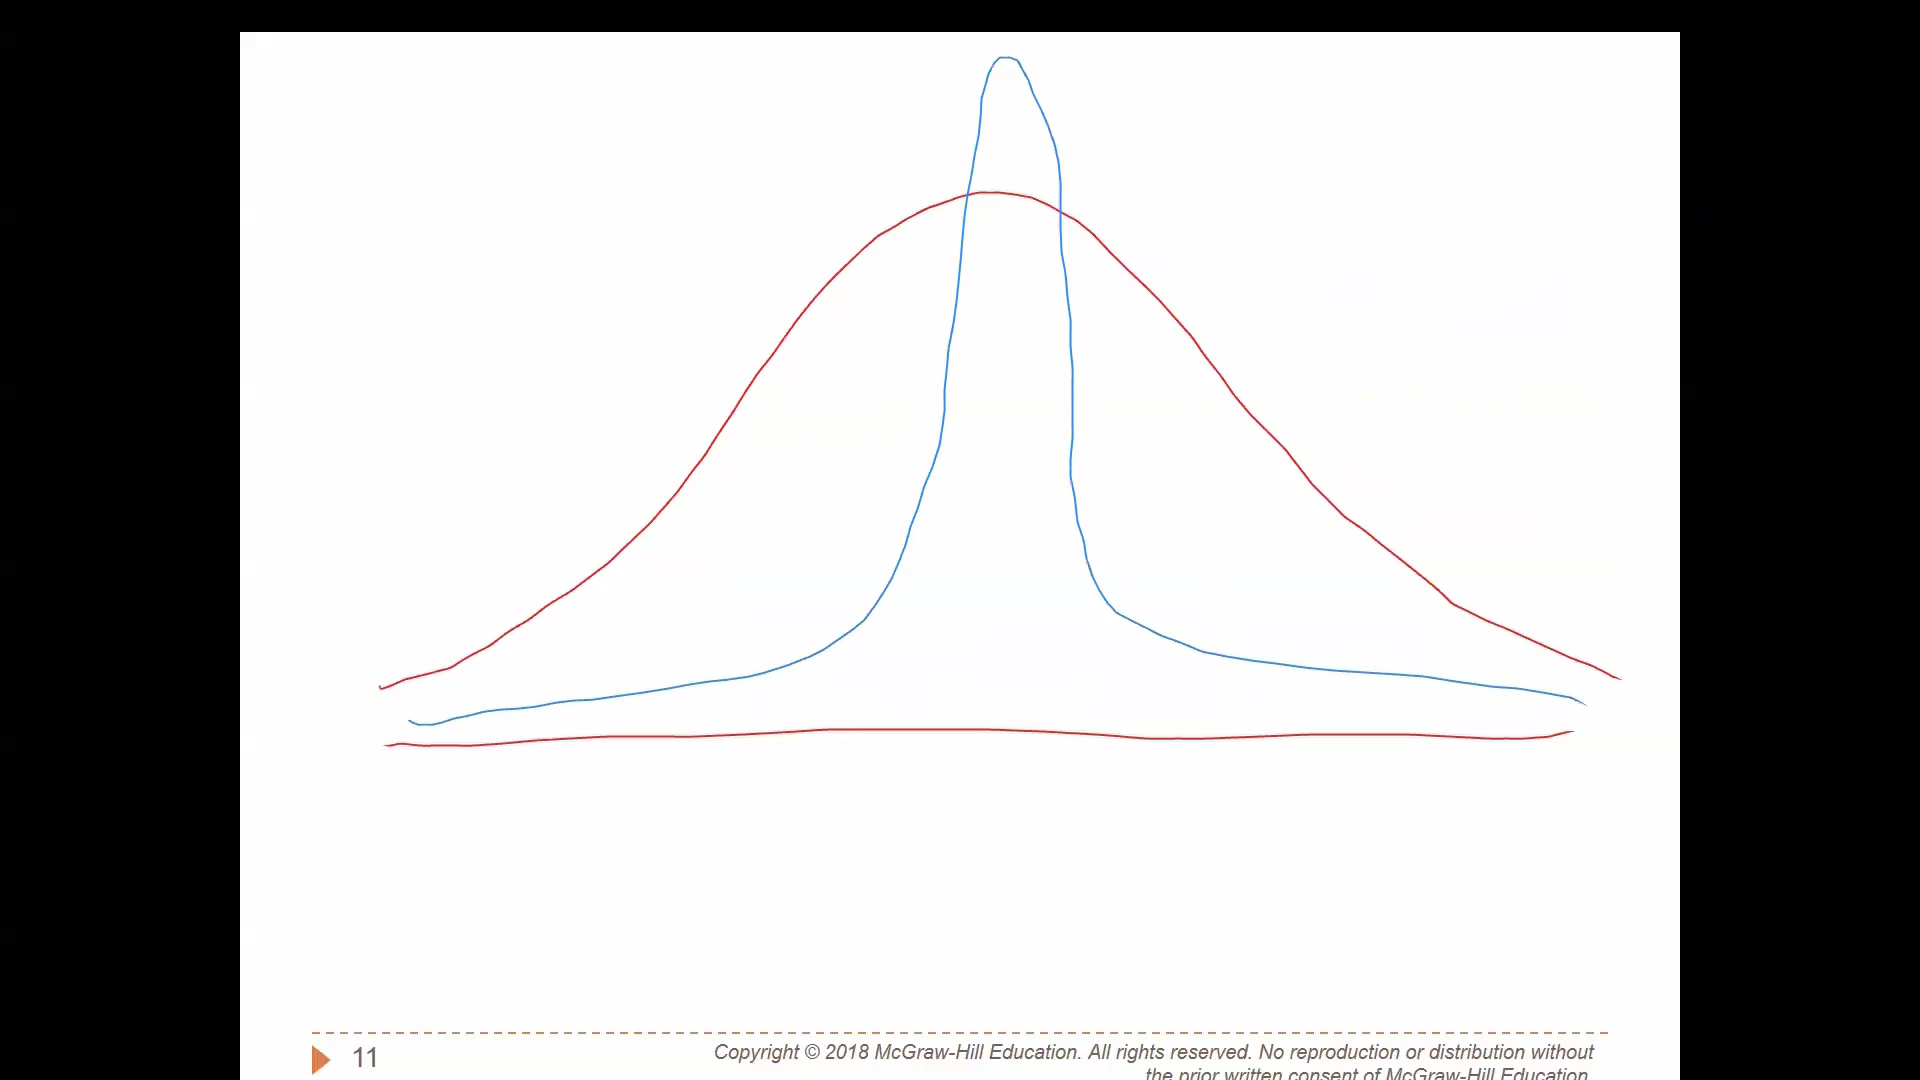 11
Copyright © 2018 McGraw-Hill Education. All rights reserved. No reproduction or distribution without
the prior written consent of McGraw-Hill Education.